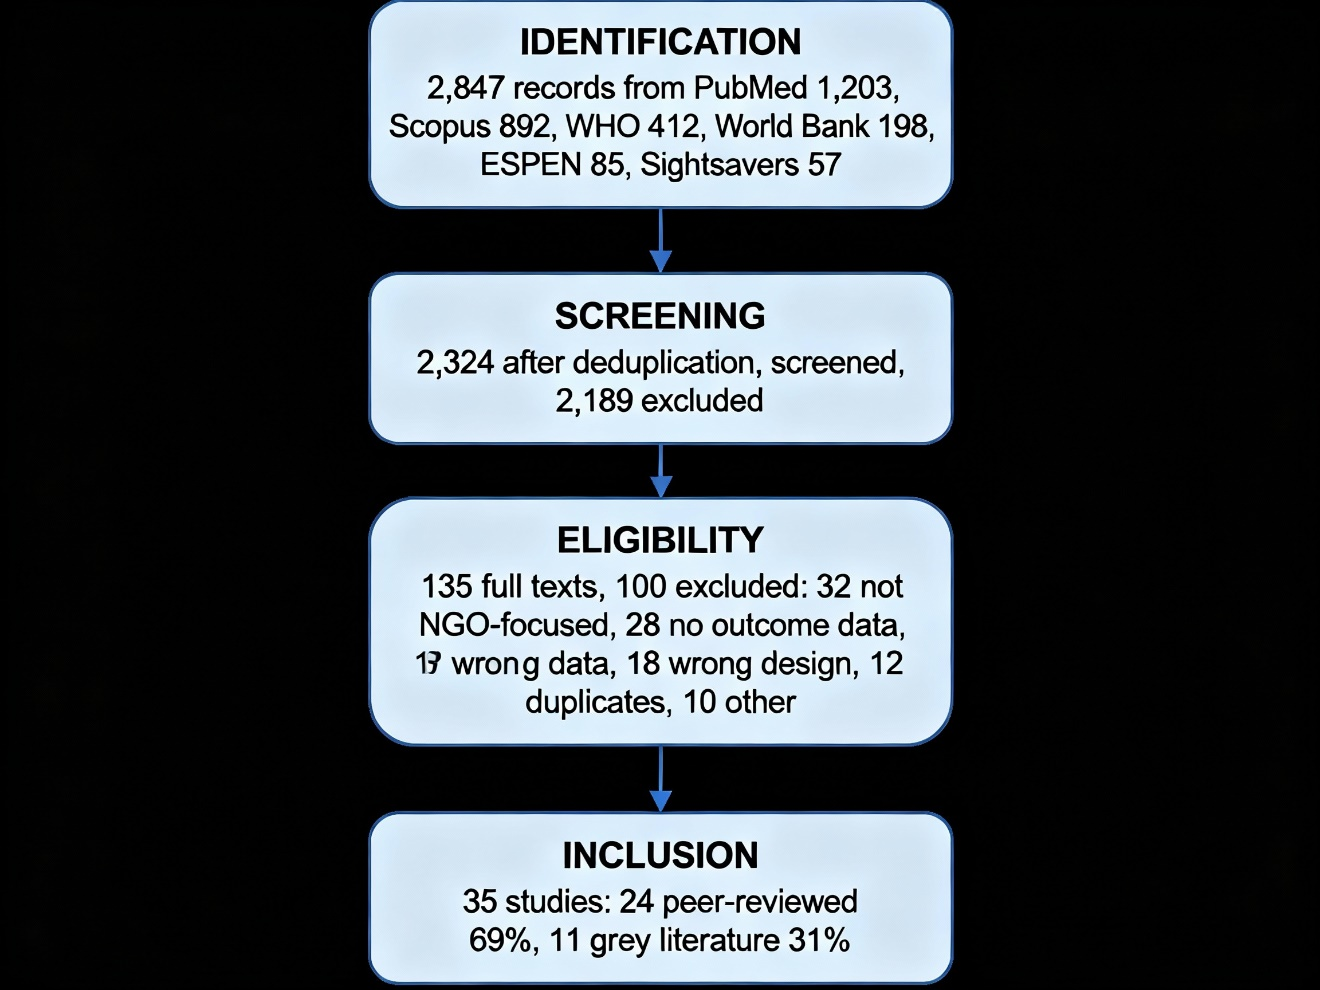 IDENTIFICATION
2,847 records from PubMed 1,203,
Scopus 892, WHO 412, World Bank 198,
ESPEN 85, Sightsavers 57
SCREENING
2,324 after deduplication, screened,
2,189 excluded
ELIGIBILITY
135 full texts, 100 excluded: 32 not
NGO-focused, 28 no outcome data,
wrong data, 18 wrong design, 12
duplicates, 10 other
INCLUSION
35 studies: 24 peer-reviewed
69%, 11 grey literature 31%